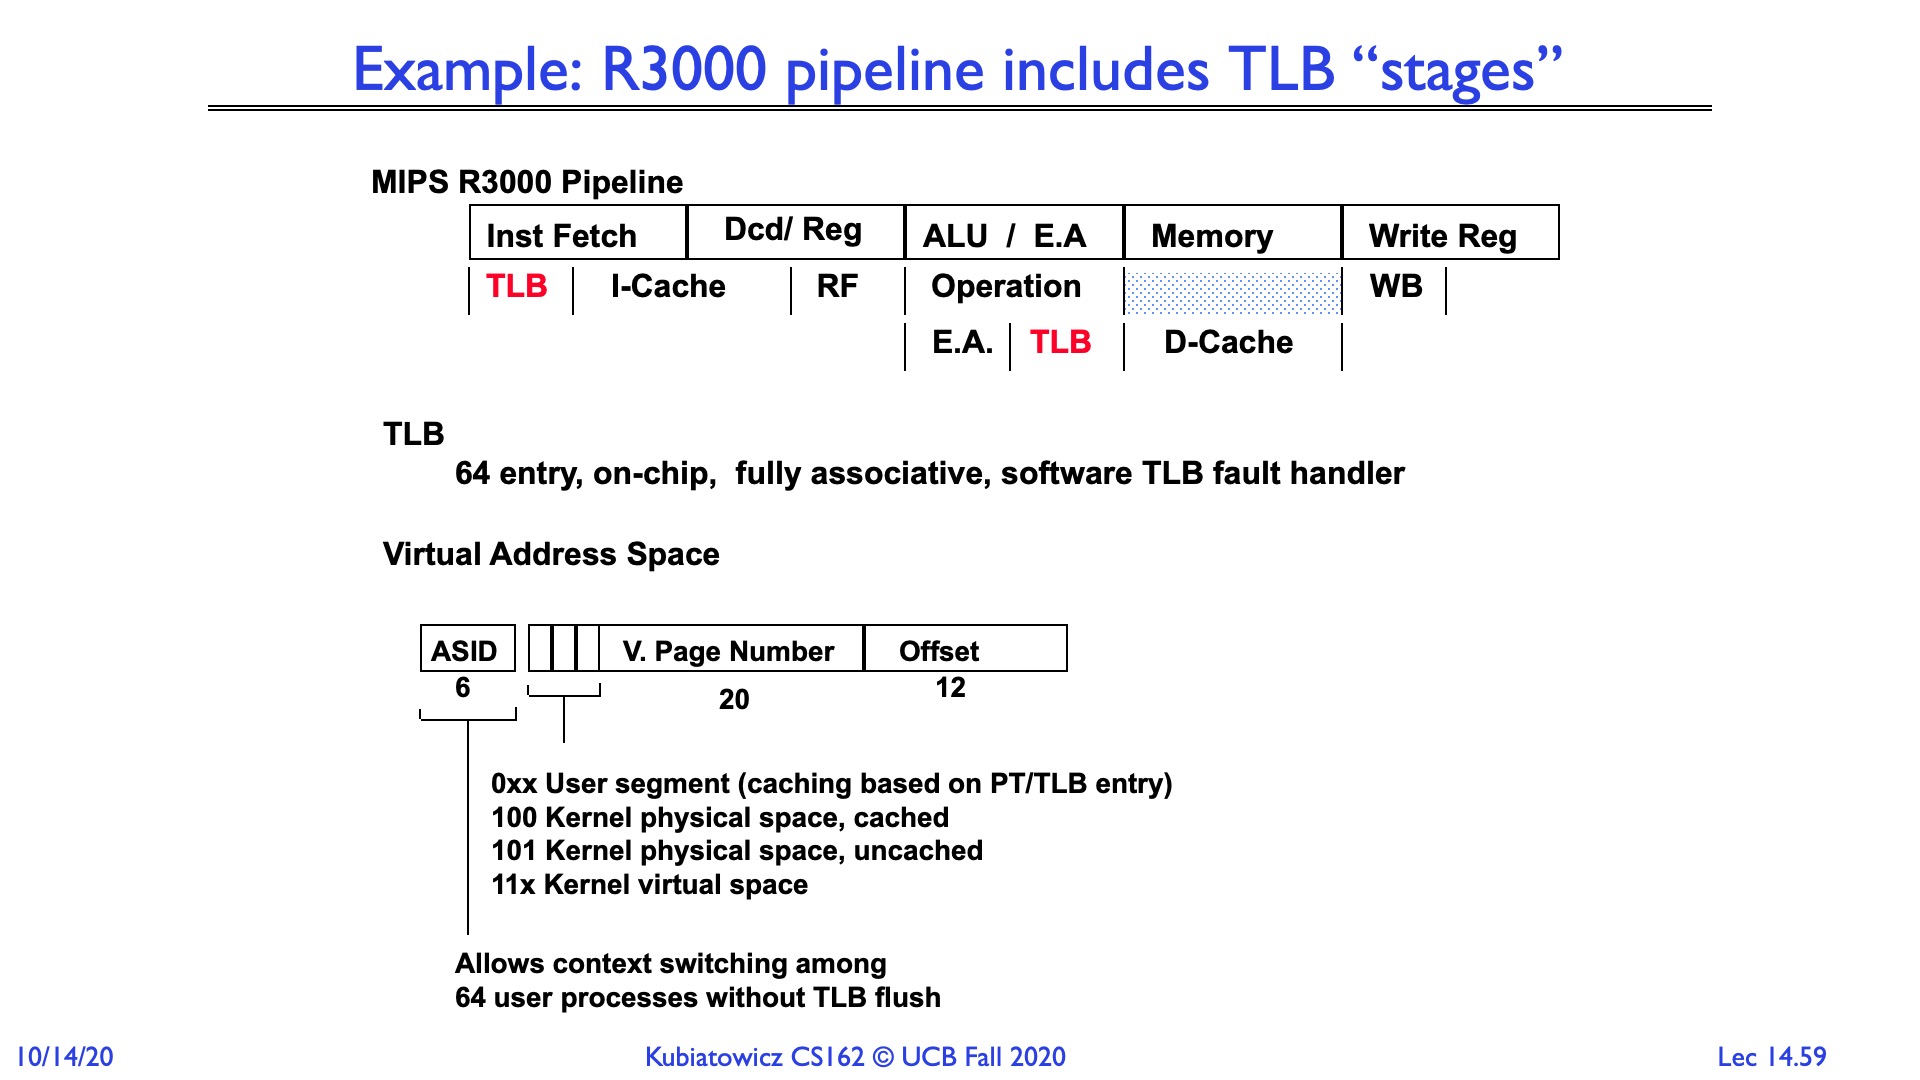 Example: R3000 pipeline includes TLB “stages”
MIPS R3000 Pipeline
Inst Fetch Dcd/ Reg ALU / E.A Memory Write Reg
TLB I-Cache RF Operation WB
E.A. TLB D-Cache
TLB
64 entry, on-chip, fully associative, software TLB fault handler
Virtual Address Space
ASID V. Page Number Offset
6 20 12
0xx User segment (caching based on PT/TLB entry)
100 Kernel physical space, cached
101 Kernel physical space, uncached
11x Kernel virtual space
Allows context switching among
64 user processes without TLB flush
10/14/20 Kubiatowicz CS162 © UCB Fall 2020 Lec 14.59